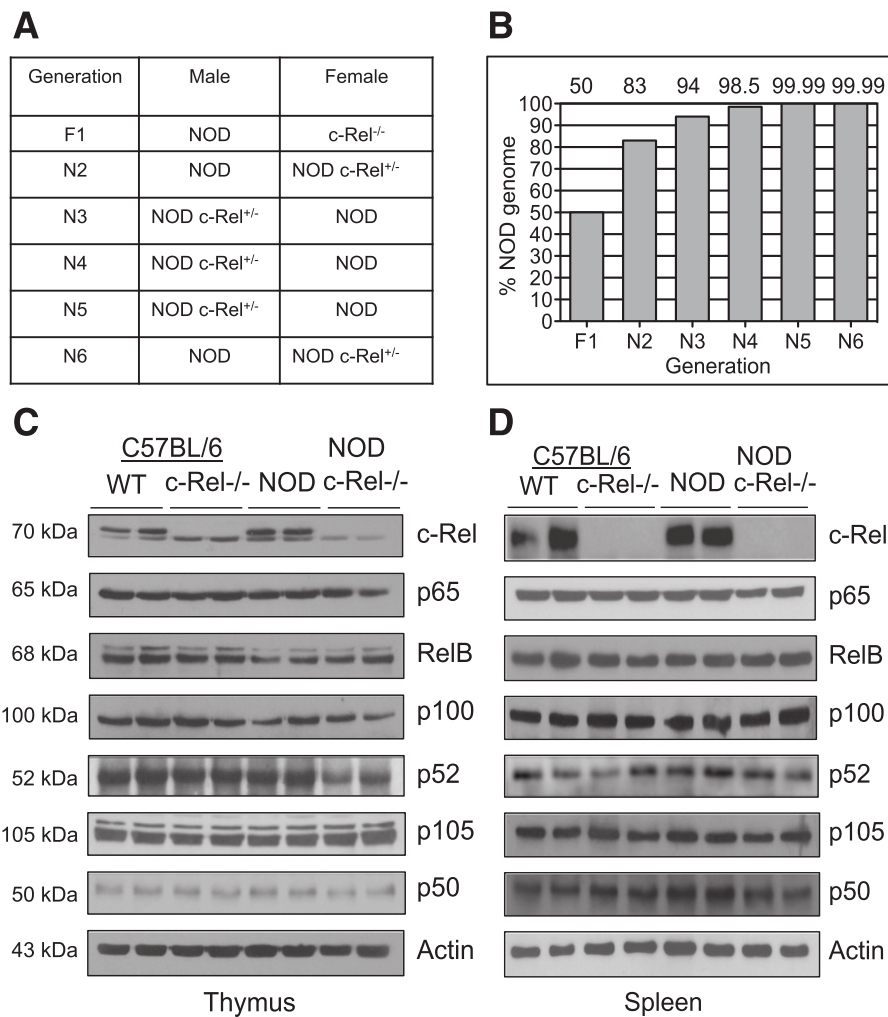 A
Generation Male Female
F1 NOD c-Rel-/-
N2 NOD NOD c-Rel+/-
N3 NOD c-Rel+/- NOD
N4 NOD c-Rel+/- NOD
N5 NOD c-Rel+/- NOD
N6 NOD NOD c-Rel+/-
B
50 83 94 98.5 99.99 99.99
100
90
80
70
60
50
40
30
20
10
0
% NOD genome
F1 N2 N3 N4 N5 N6
Generation
C
C57BL/6 NOD
WT c-Rel-/- NOD c-Rel-/-
70 kDa c-Rel
65 kDa p65
68 kDa RelB
100 kDa p100
52 kDa p52
105 kDa p105
50 kDa p50
43 kDa Actin
Thymus
D
C57BL/6 NOD
WT c-Rel-/- NOD c-Rel-/-
c-Rel
p65
RelB
p100
p52
p105
p50
Actin
Spleen